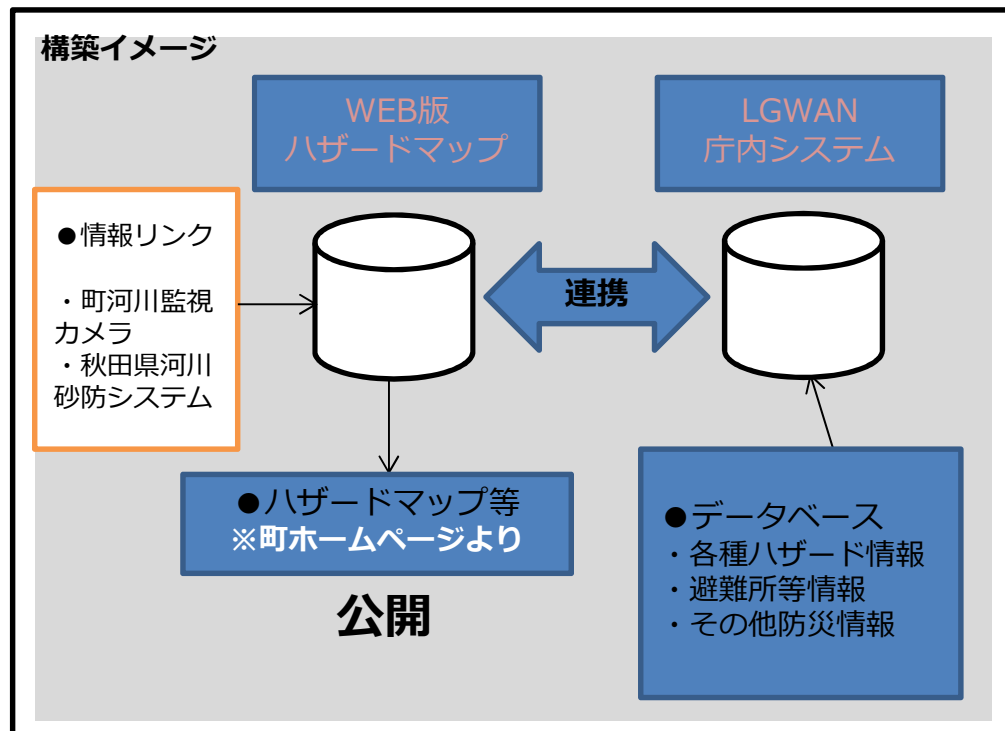 構築イメージ
WEB版
ハザードマップ
LGWAN
庁内システム
●情報リンク
・町河川監視
カメラ
・秋田県河川
砂防システム
連携
●ハザードマップ等
※町ホームページより
公開
●データベース
・各種ハザード情報
・避難所等情報
・その他防災情報